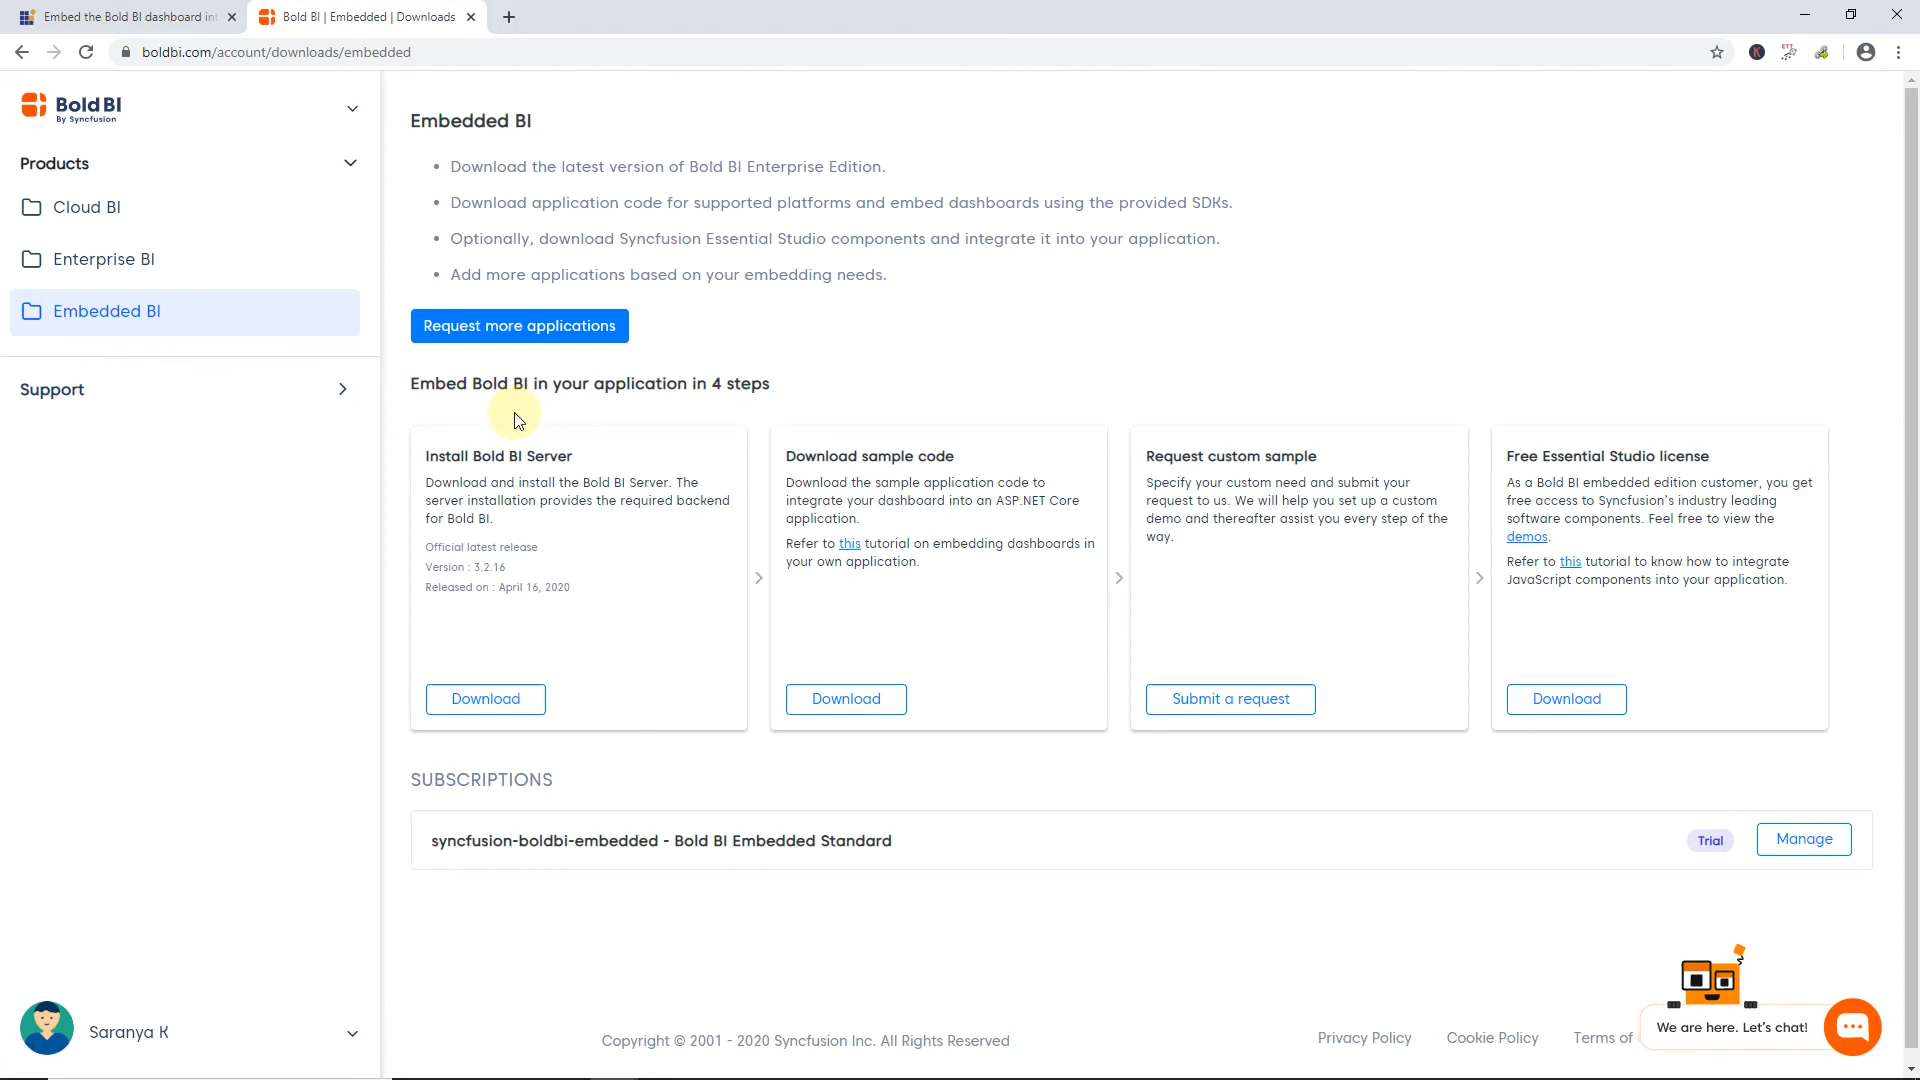 Embed the Bold BI dashboard in
Bold BI | Embedded | Downloads
boldbi.com/account/downloads/embedded
Bold BI
By Syncfusion
Products
Cloud BI
Enterprise BI
Embedded BI
Support
Saranya K
Embedded BI
• Download the latest version of Bold BI Enterprise Edition.
• Download application code for supported platforms and embed dashboards using the provided SDKs.
• Optionally, download Syncfusion Essential Studio components and integrate it into your application.
• Add more applications based on your embedding needs.
Request more applications
Embed Bold BI in your application in 4 steps
Install Bold BI Server
Download and install the Bold BI Server. The
server installation provides the required backend
for Bold BI.
Official latest release
Version : 3.2.16
Released on : April 16, 2020
Download
Download sample code
Download the sample application code to
integrate your dashboard into an ASP.NET Core
application.
Refer to this tutorial on embedding dashboards in
your own application.
Download
Request custom sample
Specify your custom need and submit your
request to us. We will help you set up a custom
demo and thereafter assist you every step of the
way.
Submit a request
Free Essential Studio license
As a Bold BI embedded edition customer, you get
free access to Syncfusion's industry leading
software components. Feel free to view the
demos.
Refer to this tutorial to know how to integrate
JavaScript components into your application.
Download
SUBSCRIPTIONS
syncfusion-boldbi-embedded - Bold BI Embedded Standard
Trial
Manage
Copyright © 2001 - 2020 Syncfusion Inc. All Rights Reserved
Privacy Policy
Cookie Policy
Terms of
We are here. Let's chat!